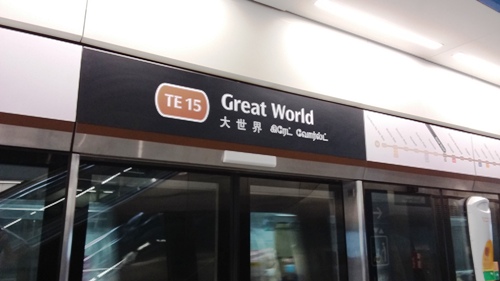 TE 15
Great World
大世界 கிரேட் வொர்ல்ட்